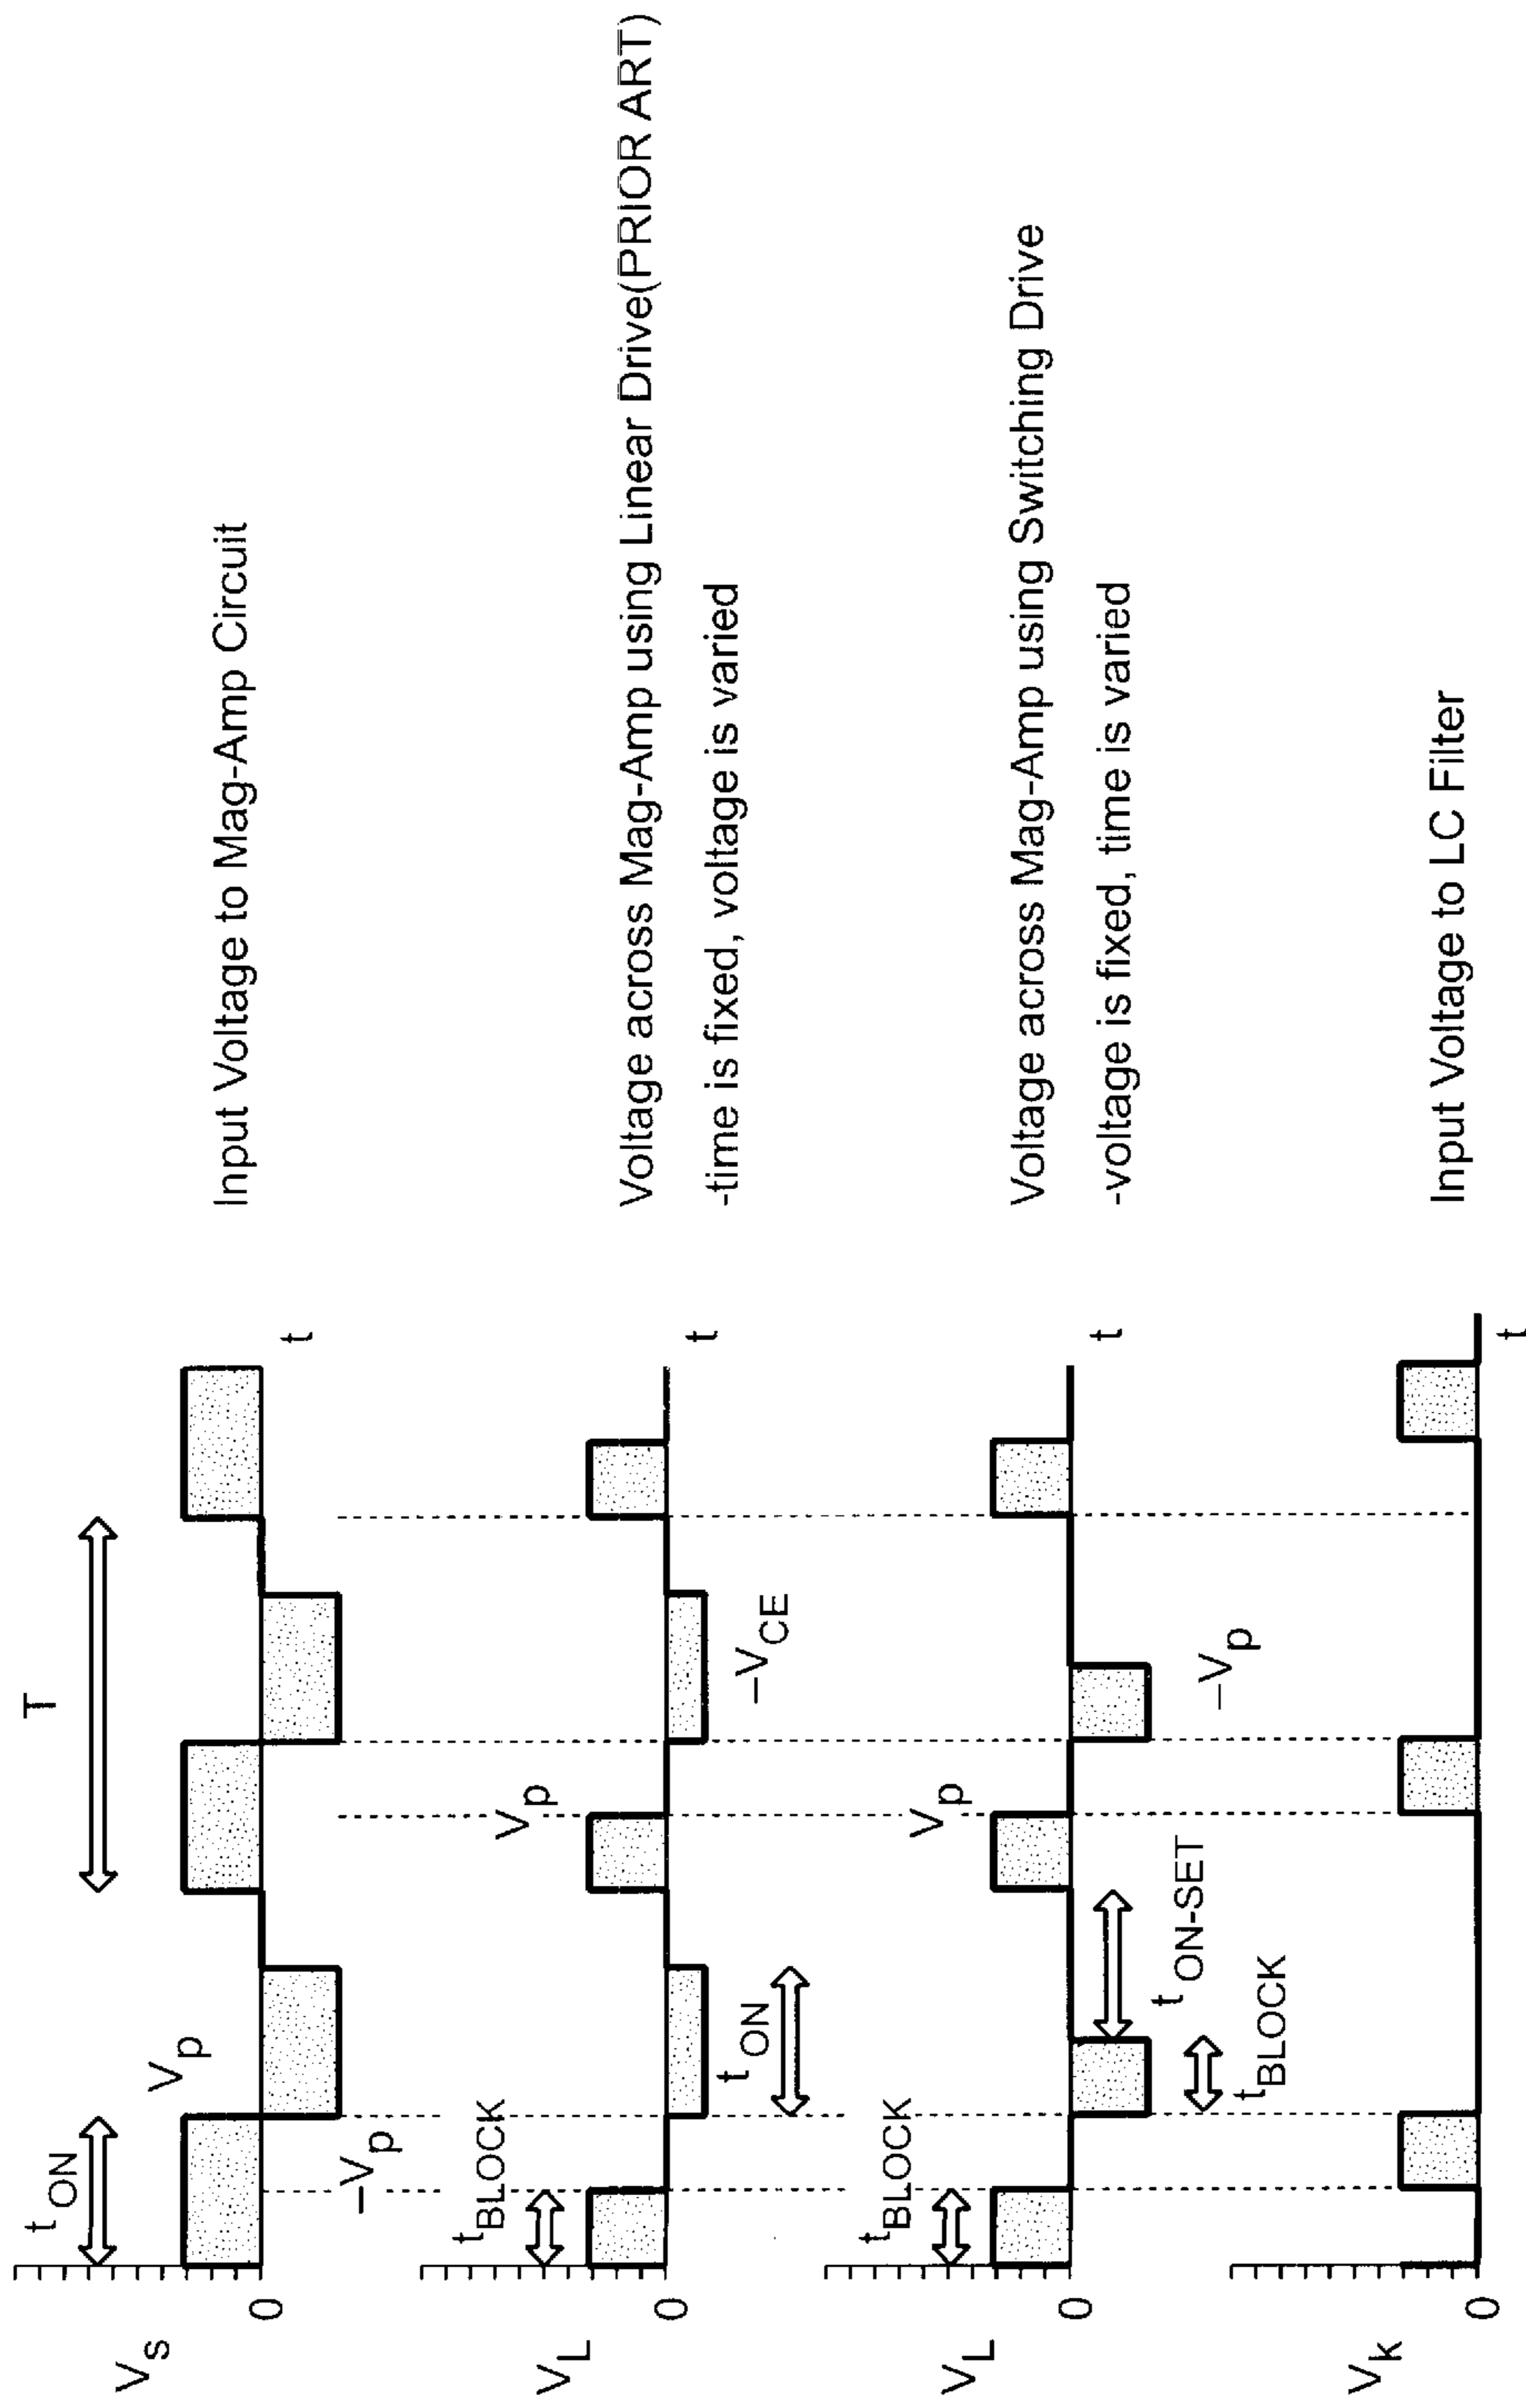 T
tON
Vp
Vs
0
-Vp
t
Input Voltage to Mag-Amp Circuit
tBLOCK
Vp
VL
0
tON
-VCE
t
Voltage across Mag-Amp using Linear Drive(PRIOR ART)
-time is fixed, voltage is varied
tBLOCK
Vp
VL
0
tON-SET
tBLOCK
-Vp
t
Voltage across Mag-Amp using Switching Drive
-voltage is fixed, time is varied
Vk
0
t
Input Voltage to LC Filter